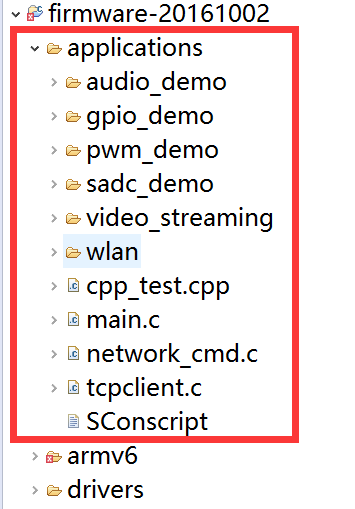 firmware-20161002
applications
audio_demo
gpio_demo
pwm_demo
sadc_demo
video_streaming
wlan
cpp_test.cpp
main.c
network_cmd.c
tcpclient.c
SConscript
armv6
drivers